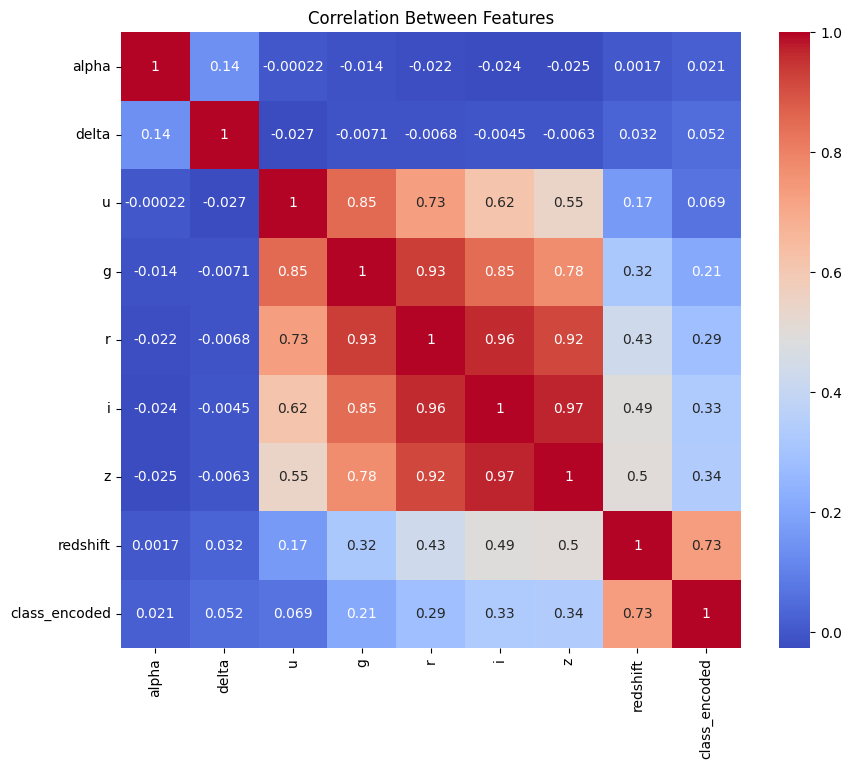 Correlation Between Features
alpha 1 0.14 -0.00022 -0.014 -0.022 -0.024 -0.025 0.0017 0.021
delta 0.14 1 -0.027 -0.0071 -0.0068 -0.0045 -0.0063 0.032 0.052
u -0.00022 -0.027 1 0.85 0.73 0.62 0.55 0.17 0.069
g -0.014 -0.0071 0.85 1 0.93 0.85 0.78 0.32 0.21
r -0.022 -0.0068 0.73 0.93 1 0.96 0.92 0.43 0.29
i -0.024 -0.0045 0.62 0.85 0.96 1 0.97 0.49 0.33
z -0.025 -0.0063 0.55 0.78 0.92 0.97 1 0.5 0.34
redshift 0.0017 0.032 0.17 0.32 0.43 0.49 0.5 1 0.73
class_encoded 0.021 0.052 0.069 0.21 0.29 0.33 0.34 0.73 1
alpha delta u g r i z redshift class_encoded
1.0
0.8
0.6
0.4
0.2
0.0